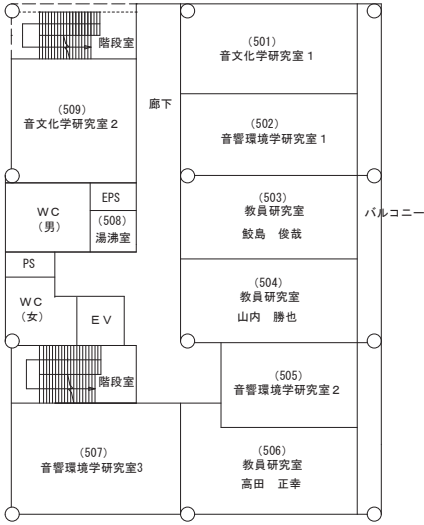 階段室
(501)
音文化学研究室１
(509)
音文化学研究室２
廊下
(502)
音響環境学研究室１
WC
(男)
EPS
(508)
湯沸室
(503)
教員研究室
鮫島　俊哉
バルコニー
PS
WC
(女)
EV
(504)
教員研究室
山内　勝也
階段室
(505)
音響環境学研究室２
(507)
音響環境学研究室3
(506)
教員研究室
高田　正幸